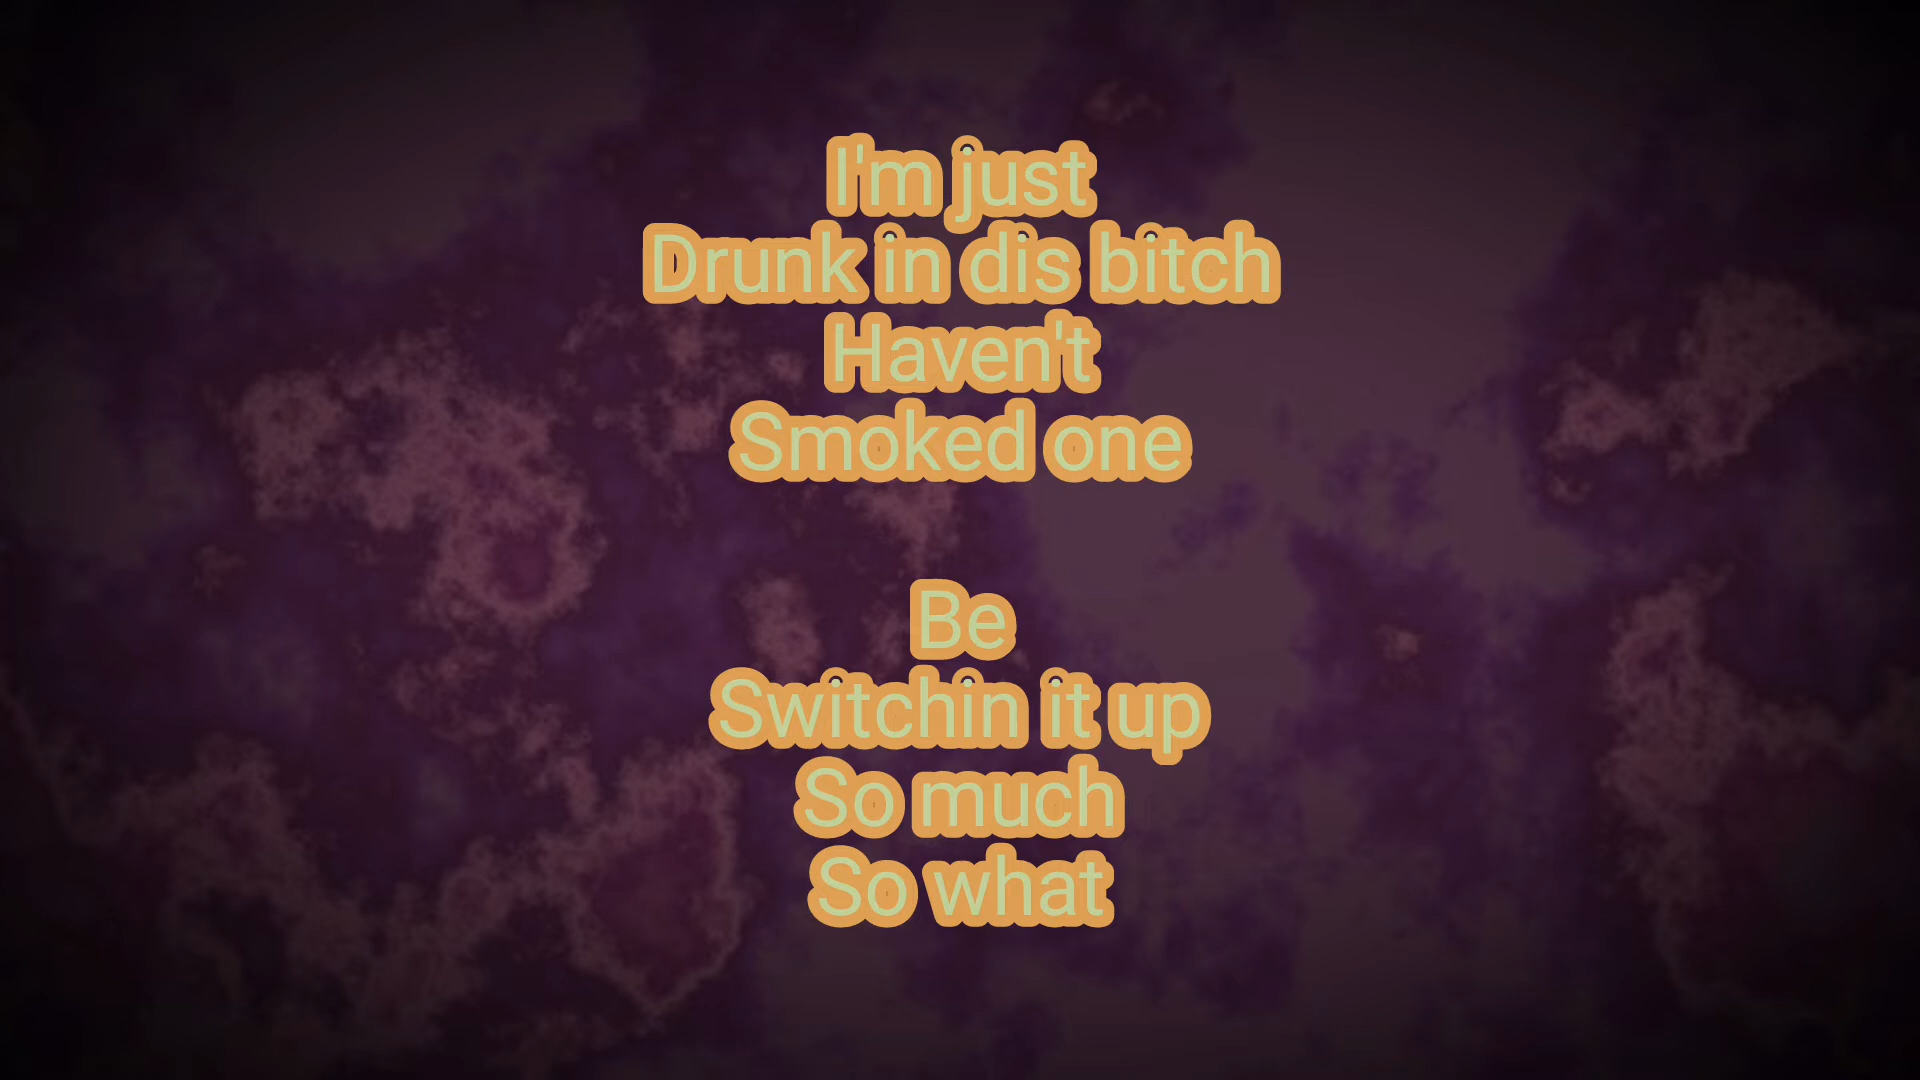 I'm just
Drunk in dis bitch
Haven't
Smoked one
Be
Switchin it up
So much
So what